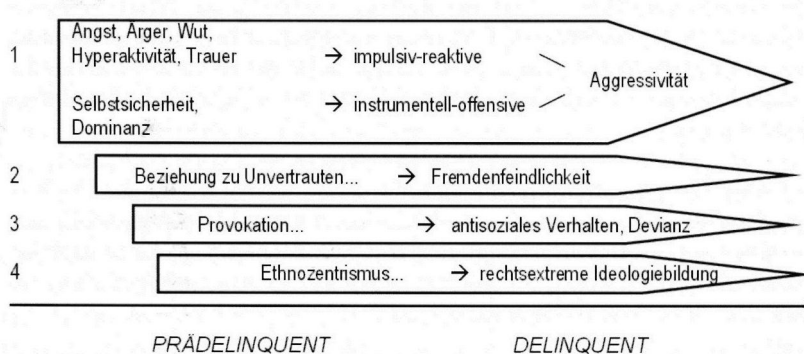 1
Angst, Ärger, Wut,
Hyperaktivität, Trauer → impulsiv-reaktive
Aggressivität
Selbstsicherheit, → instrumentell-offensive
Dominanz
2 Beziehung zu Unvertrauten... → Fremdenfeindlichkeit
3 Provokation... → antisoziales Verhalten, Devianz
4 Ethnozentrismus... → rechtsextreme Ideologiebildung
PRÄDELINQUENT DELINQUENT